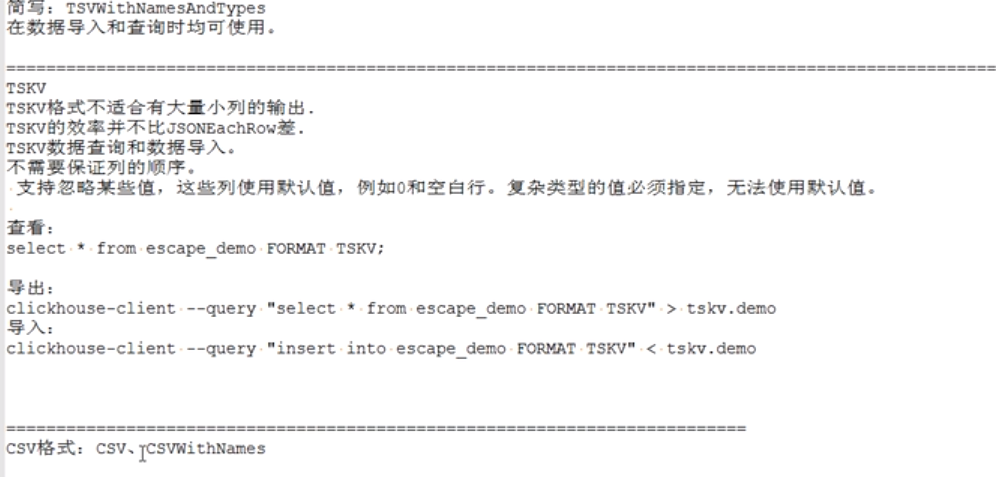 简写：TSVWithNamesAndTypes
在数据导入和查询时均可使用。
===================================================================================================
TSKV
TSKV格式不适合有大量小列的输出.
TSKV的效率并不比JSONEachRow差.
TSKV数据查询和数据导入。
不需要保证列的顺序。
支持忽略某些值，这些列使用默认值，例如0和空白行。复杂类型的值必须指定，无法使用默认值。
查看：
select * from escape_demo FORMAT TSKV;
导出：
clickhouse-client --query "select * from escape_demo FORMAT TSKV" > tskv.demo
导入：
clickhouse-client --query "insert into escape_demo FORMAT TSKV" < tskv.demo
==========================================================================
CSV格式：CSV、CSVWithNames